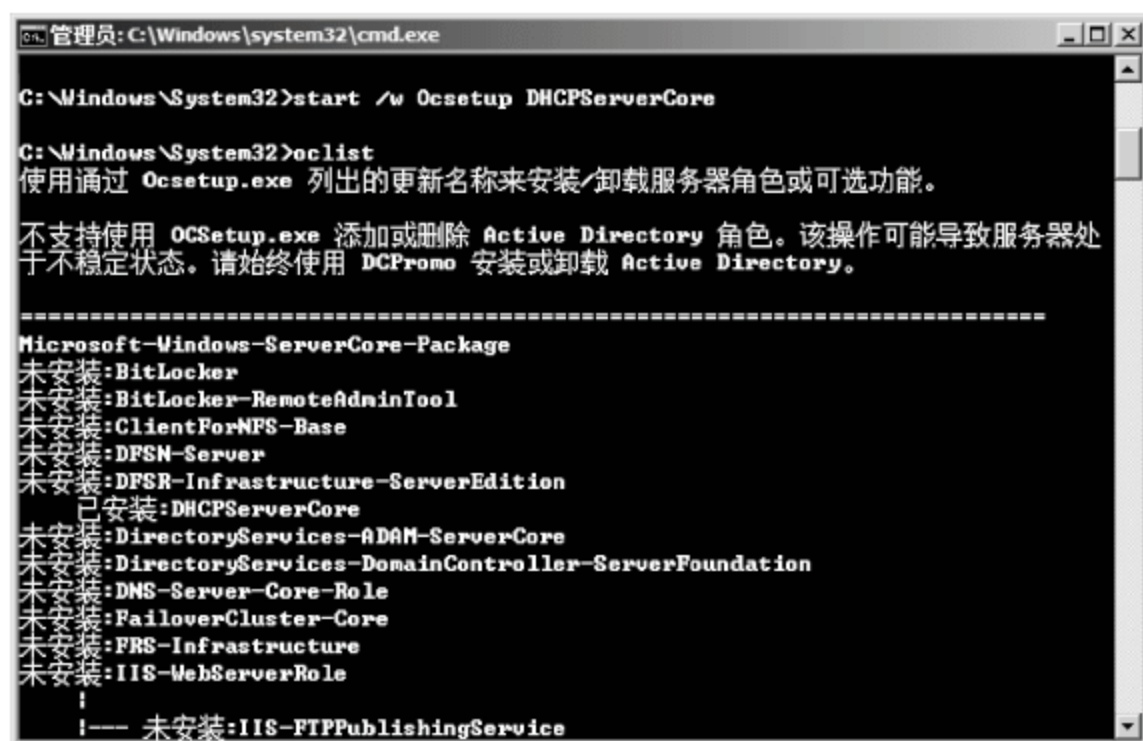 管理员: C:\Windows\system32\cmd.exe
C:\Windows\System32>start /w Ocsetup DHCPServerCore
C:\Windows\System32>oclist
使用通过 Ocsetup.exe 列出的更新名称来安装/卸载服务器角色或可选功能。
不支持使用 OCSetup.exe 添加或删除 Active Directory 角色。该操作可能导致服务器处
于不稳定状态。请始终使用 DCPromo 安装或卸载 Active Directory。
===========================================================================
Microsoft-Windows-ServerCore-Package
未安装:BitLocker
未安装:BitLocker-RemoteAdminTool
未安装:ClientForNFS-Base
未安装:DFSN-Server
未安装:DFSR-Infrastructure-ServerEdition
已安装:DHCPServerCore
未安装:DirectoryServices-ADAM-ServerCore
未安装:DirectoryServices-DomainController-ServerFoundation
未安装:DNS-Server-Core-Role
未安装:FailoverCluster-Core
未安装:FRS-Infrastructure
未安装:IIS-WebServerRole
|
|--- 未安装:IIS-FTPPublishingService